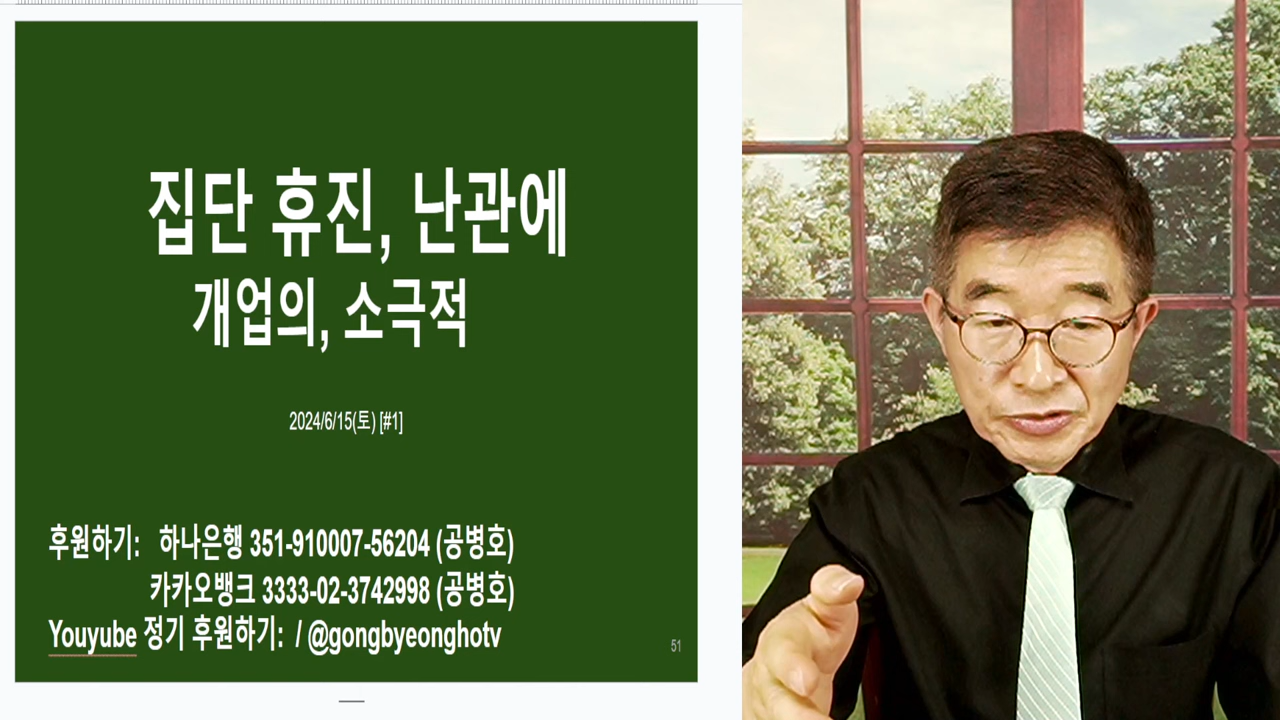 집단 휴진, 난관에
개업의, 소극적
2024/6/15(토) [#1]
후원하기: 하나은행 351-910007-56204 (공병호)
카카오뱅크 3333-02-3742998 (공병호)
Youyube 정기 후원하기: / @gongbyeonghotv
51